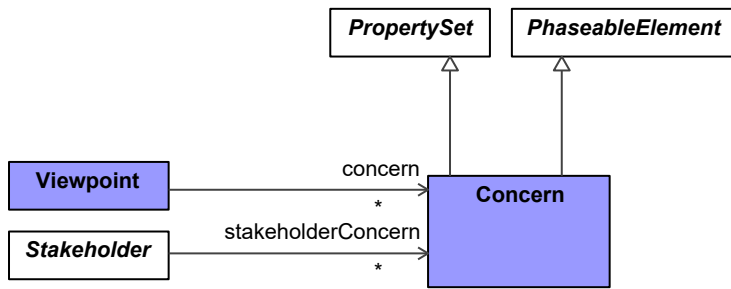 PropertySet
PhaseableElement
Viewpoint
concern
*
Concern
Stakeholder
stakeholderConcern
*